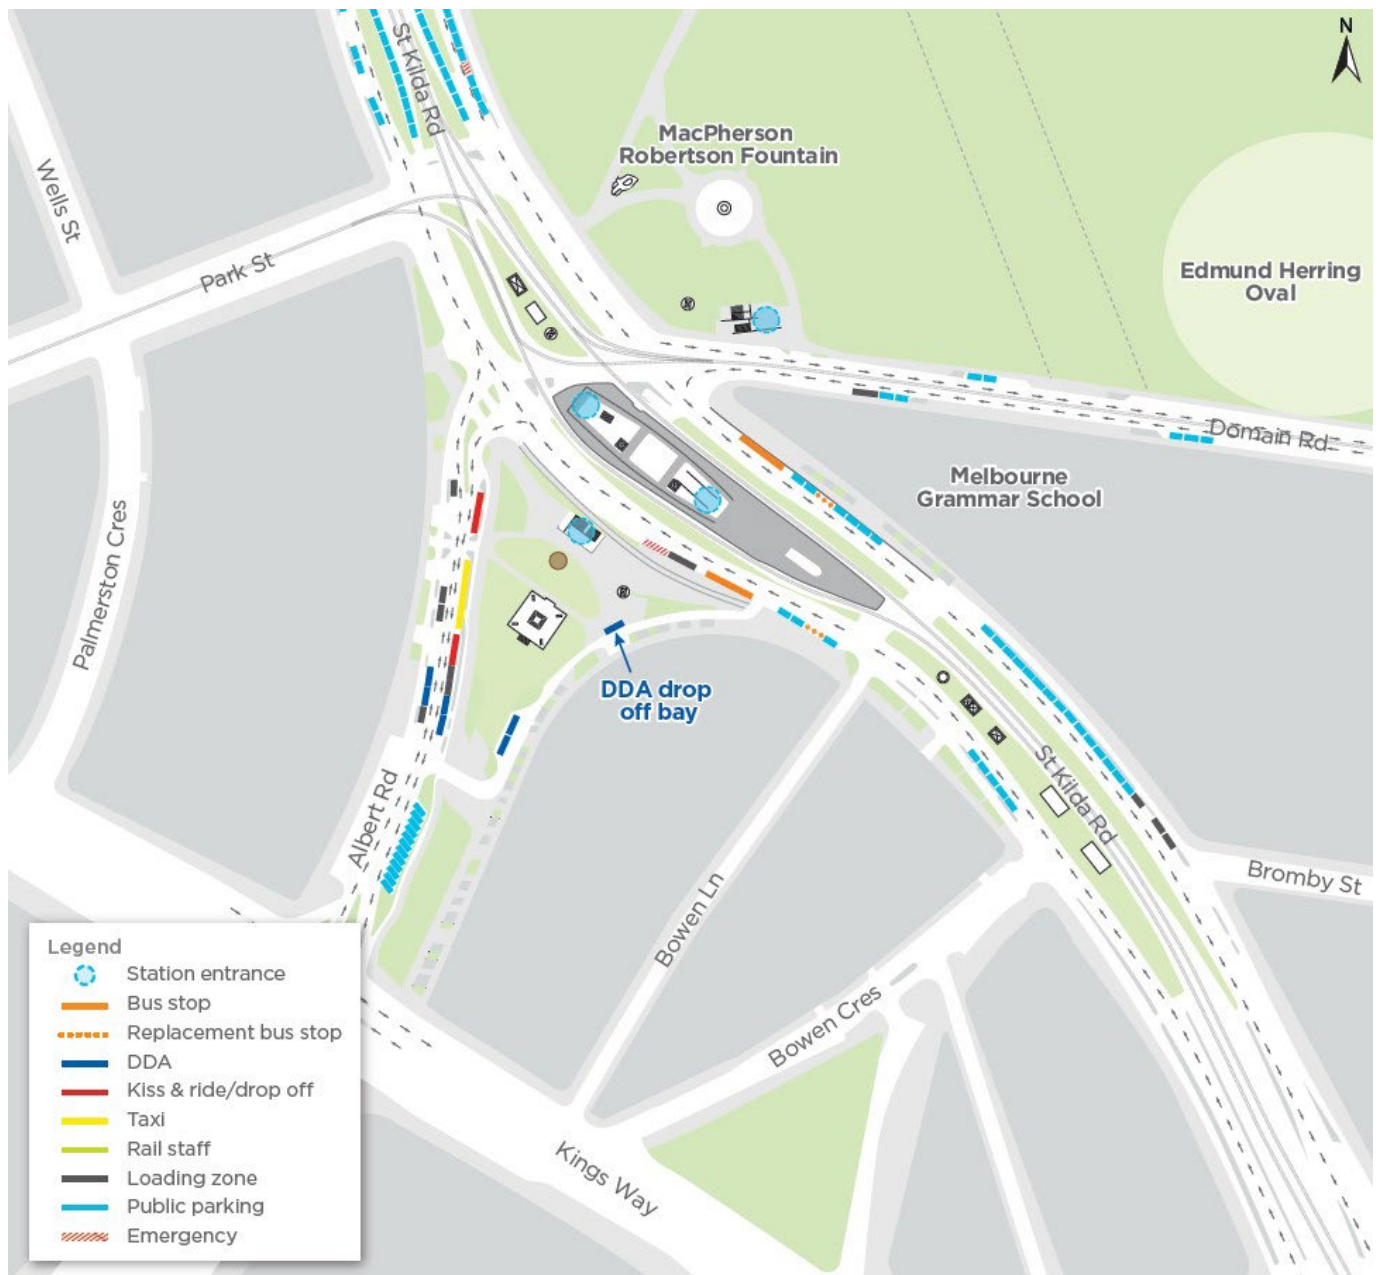 N
St Kilda Rd
MacPherson
Robertson Fountain
Wells St
Park St
Edmund Herring
Oval
Domain Rd
Melbourne
Grammar School
Palmerston Cres
DDA drop
off bay
St Kilda Rd
Albert Rd
Bromby St
Bowen Ln
Bowen Cres
Kings Way
Legend
Station entrance
Bus stop
Replacement bus stop
DDA
Kiss & ride/drop off
Taxi
Rail staff
Loading zone
Public parking
Emergency